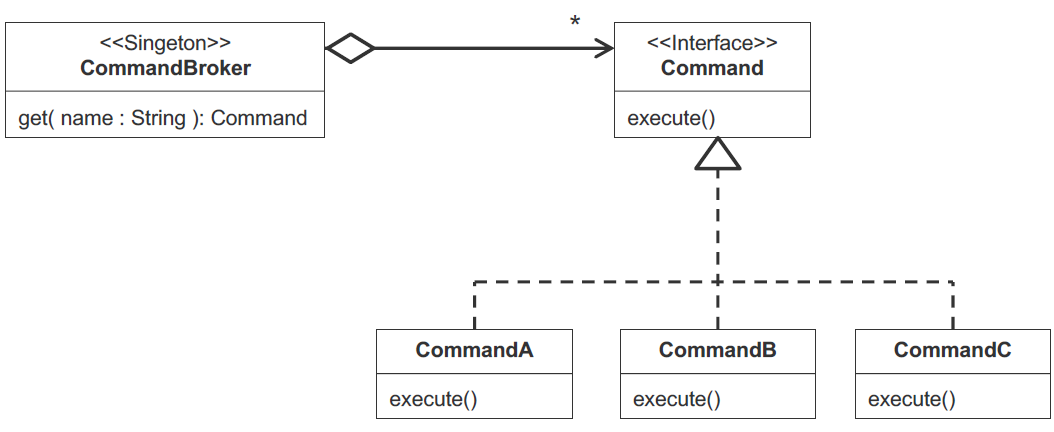 <<Singeton>>
CommandBroker
get( name : String ): Command
*
<<Interface>>
Command
execute()
CommandA
execute()
CommandB
execute()
CommandC
execute()